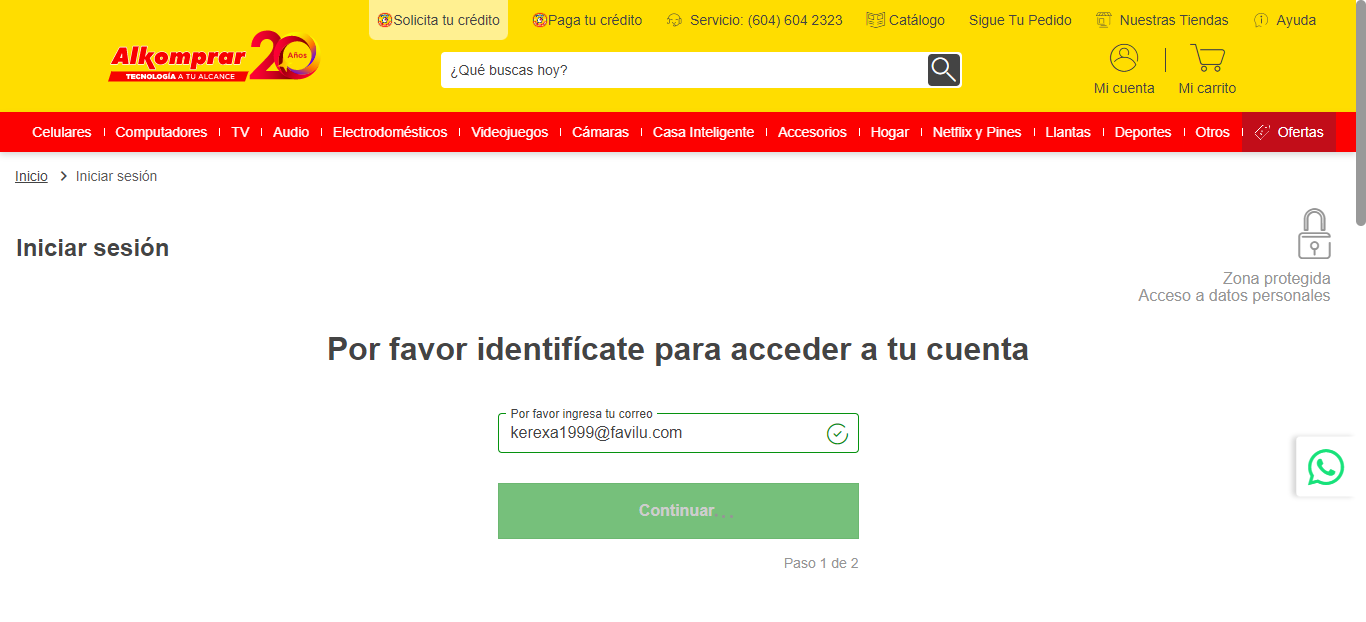 Solicita tu crédito
Paga tu crédito
Servicio: (604) 604 2323
Catálogo
Sigue Tu Pedido
Nuestras Tiendas
Ayuda
Alkomprar 20 Años
TECNOLOGÍA A TU ALCANCE
¿Qué buscas hoy?
Mi cuenta
Mi carrito
Celulares
Computadores
TV
Audio
Electrodomésticos
Videojuegos
Cámaras
Casa Inteligente
Accesorios
Hogar
Netflix y Pines
Llantas
Deportes
Otros
Ofertas
Inicio
Iniciar sesión
Iniciar sesión
Zona protegida
Acceso a datos personales
Por favor identifícate para acceder a tu cuenta
Por favor ingresa tu correo
kerexa1999@favilu.com
Continuar...
Paso 1 de 2